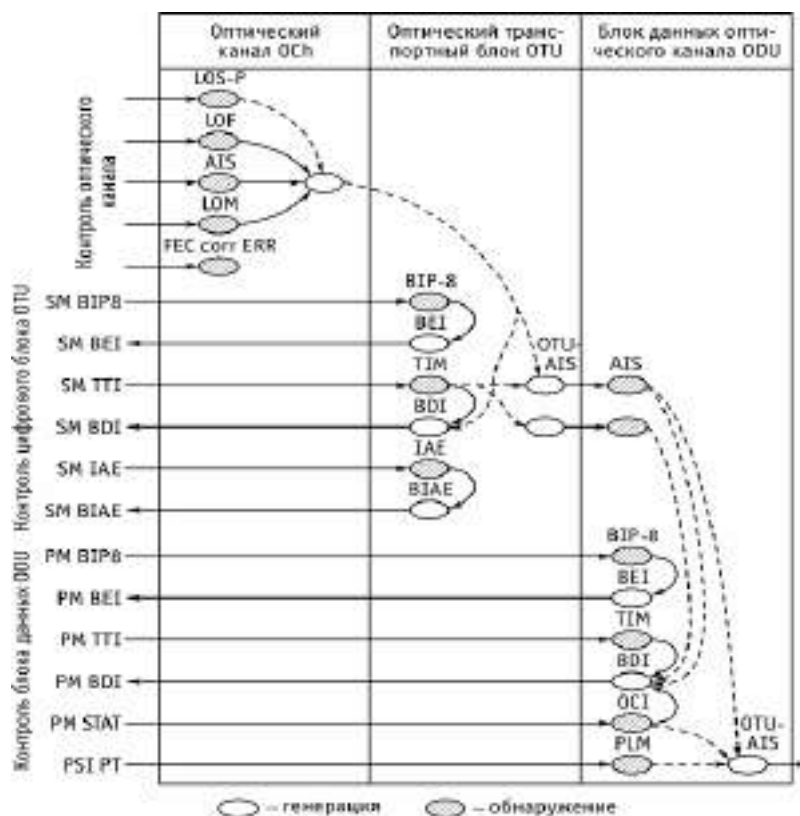 Оптический
канал OCh
Оптический транс-
портный блок OTU
Блок данных опти-
ческого канала ODU
Контроль оптического
канала
LOS-P
LOF
AIS
LOM
FEC corr ERR
Контроль цифрового блока OTU
SM BIP8
BIP-8
SM BEI
BEI
OTU-
AIS
AIS
SM TTI
TIM
SM BDI
BDI
SM IAE
IAE
SM BIAE
BIAE
Контроль блока данных ODU
PM BIP8
BIP-8
PM BEI
BEI
PM TTI
TIM
PM BDI
BDI
PM STAT
OCI
OTU-
AIS
PSI PT
PLM
– генерация
– обнаружение